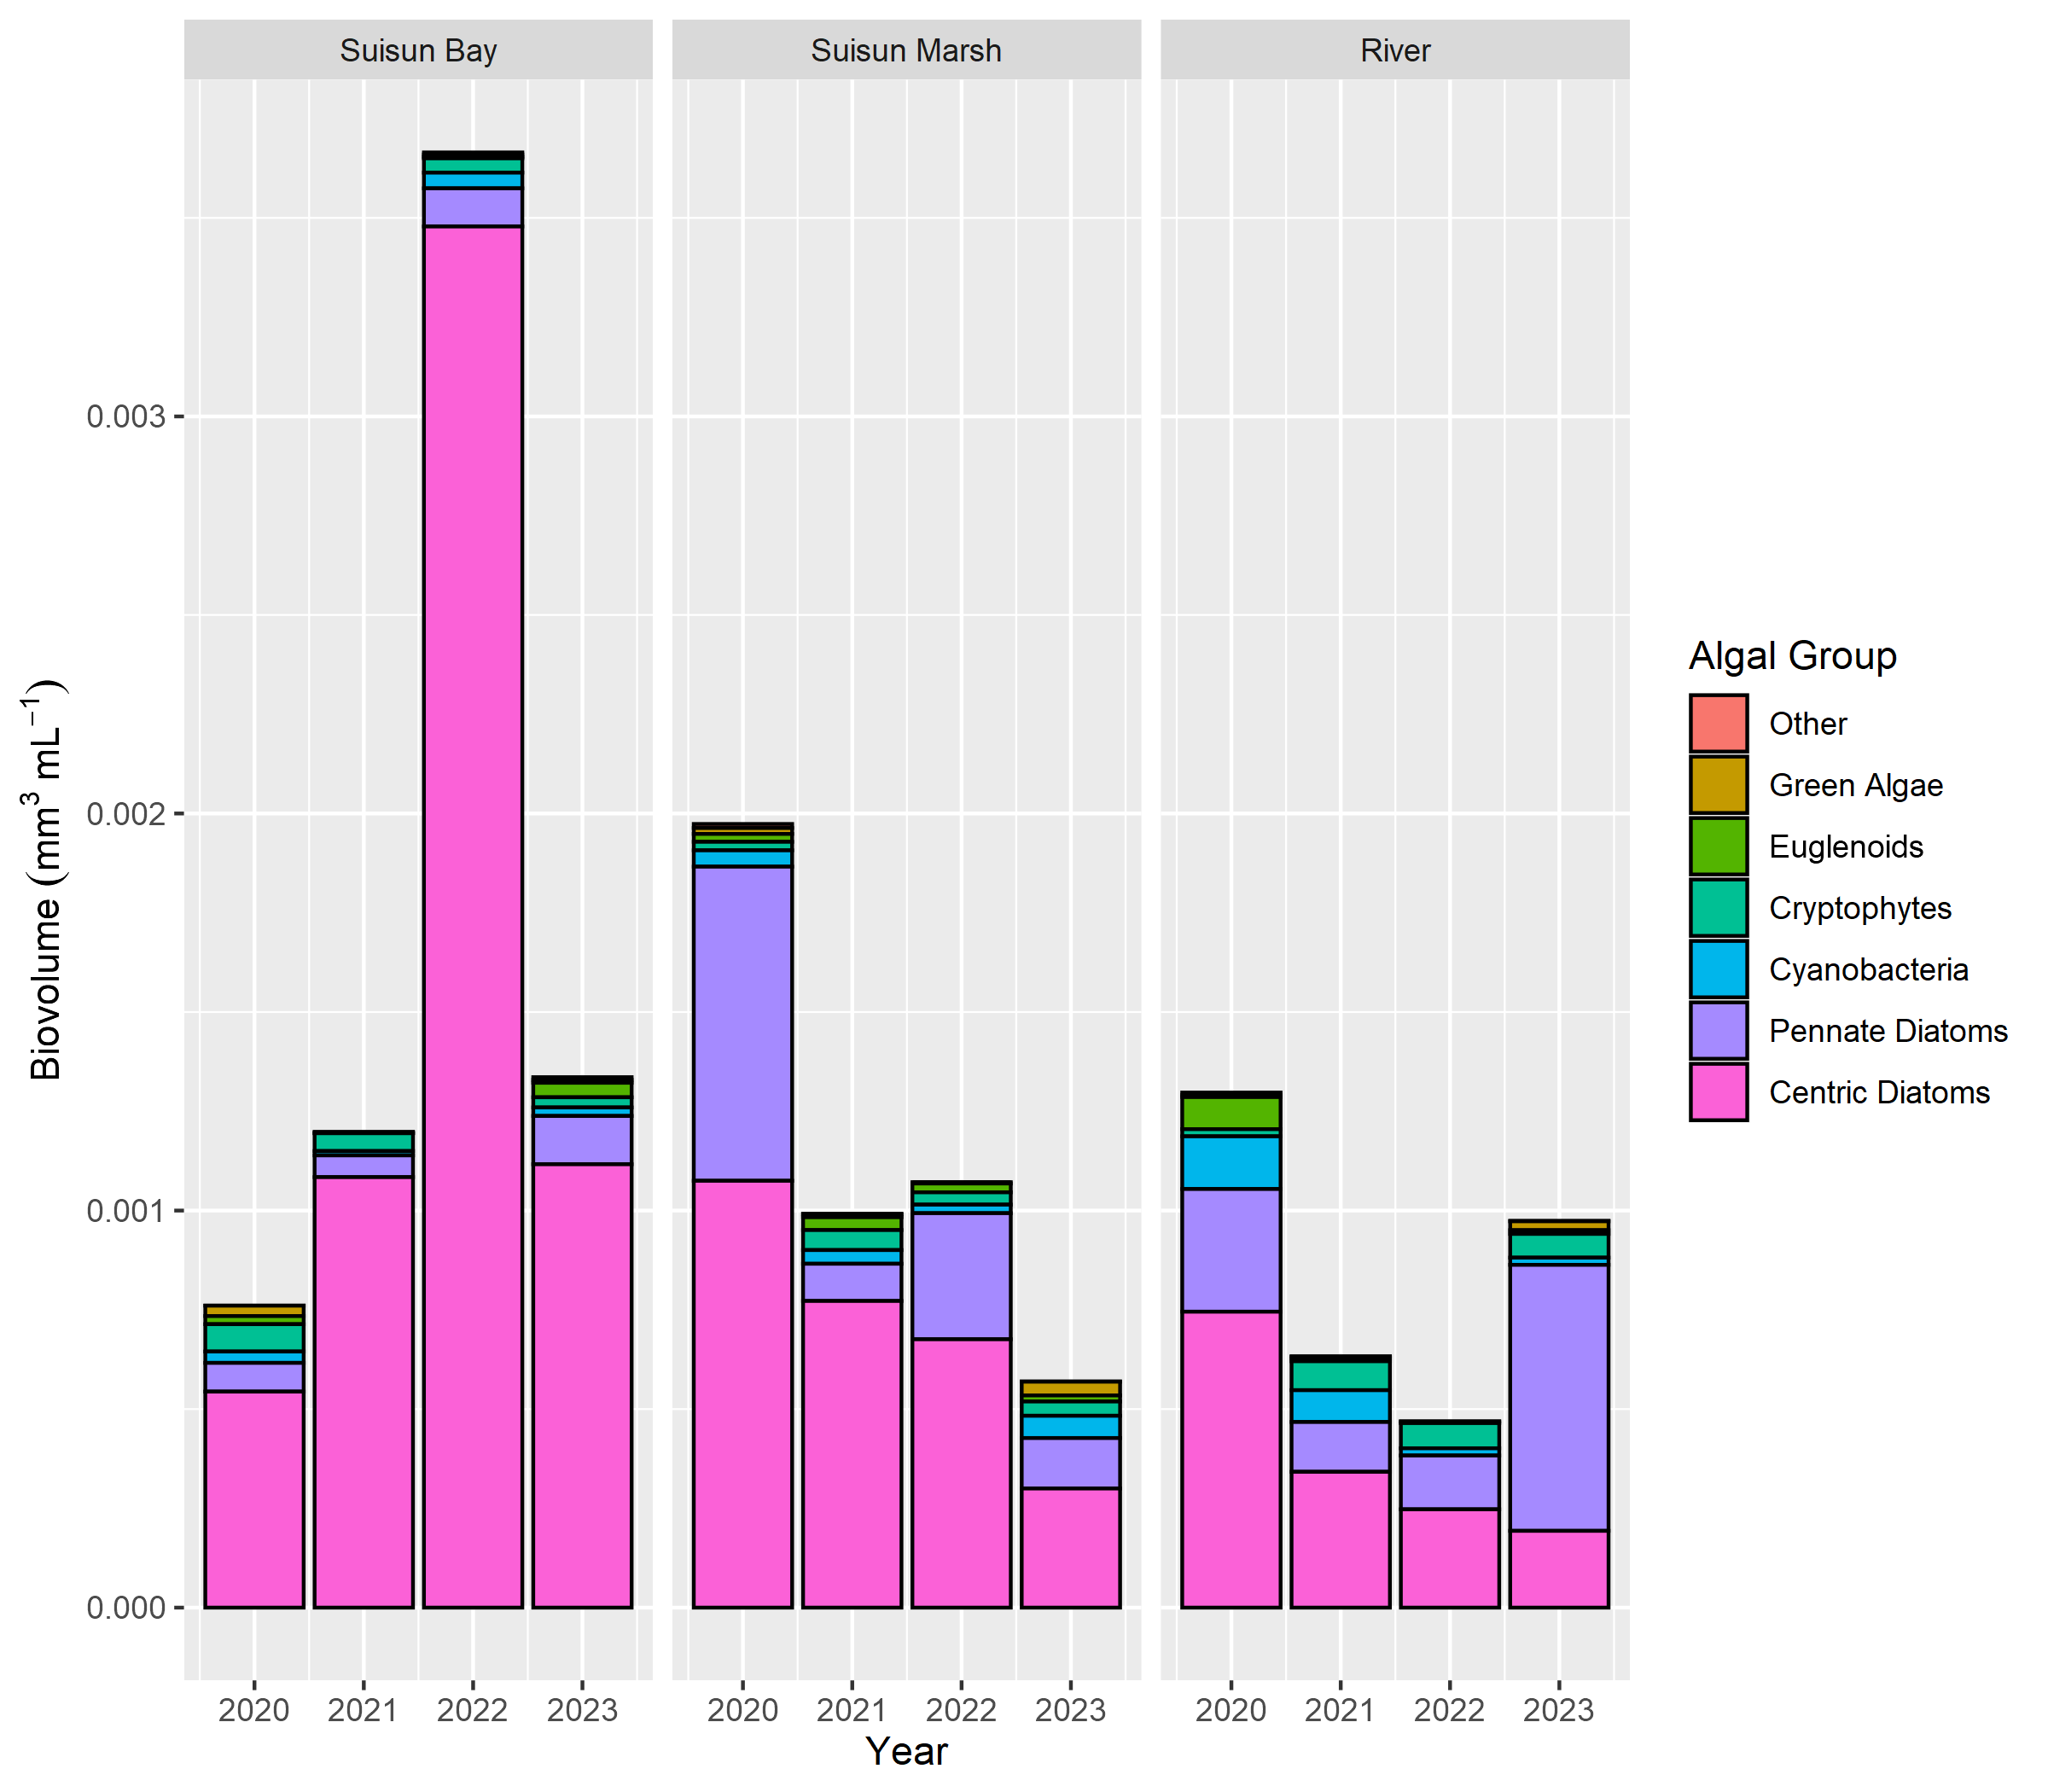 Suisun Bay Suisun Marsh River
0.003
0.002
0.001
0.000
Biovolume (mm³ mL⁻¹)
2020 2021 2022 2023 2020 2021 2022 2023 2020 2021 2022 2023
Year
Algal Group
Other
Green Algae
Euglenoids
Cryptophytes
Cyanobacteria
Pennate Diatoms
Centric Diatoms